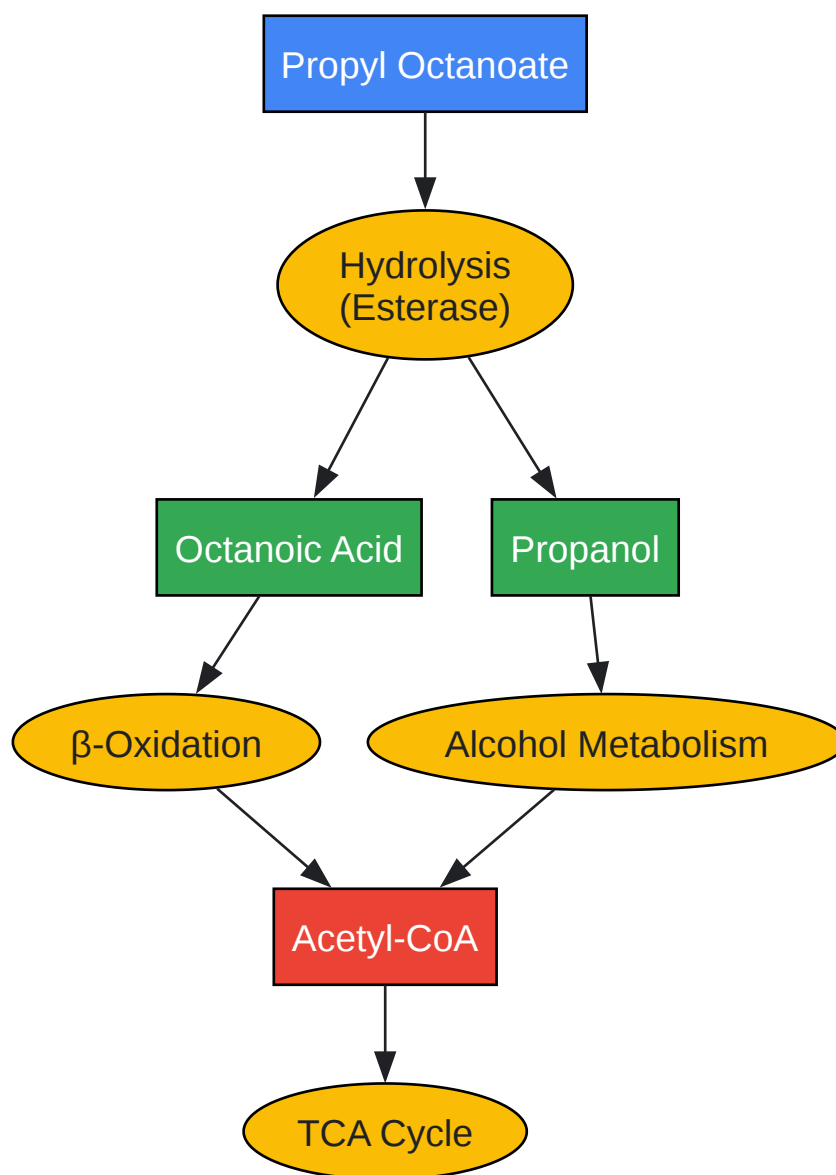 Propyl Octanoate
Hydrolysis
(Esterase)
Octanoic Acid
Propanol
β-Oxidation
Alcohol Metabolism
Acetyl-CoA
TCA Cycle